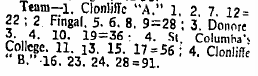 Team—1. Clonliffe "A," 1. 2. 7. 12=
22; 2 Fingal, 5. 6. 8. 9=28; 3. Donore
3. 4. 10. 19=36; 4. St. Columba's
College. 11. 13. 15. 17=56; 4. Clonliffe
"B," 16. 23. 24. 28=91.